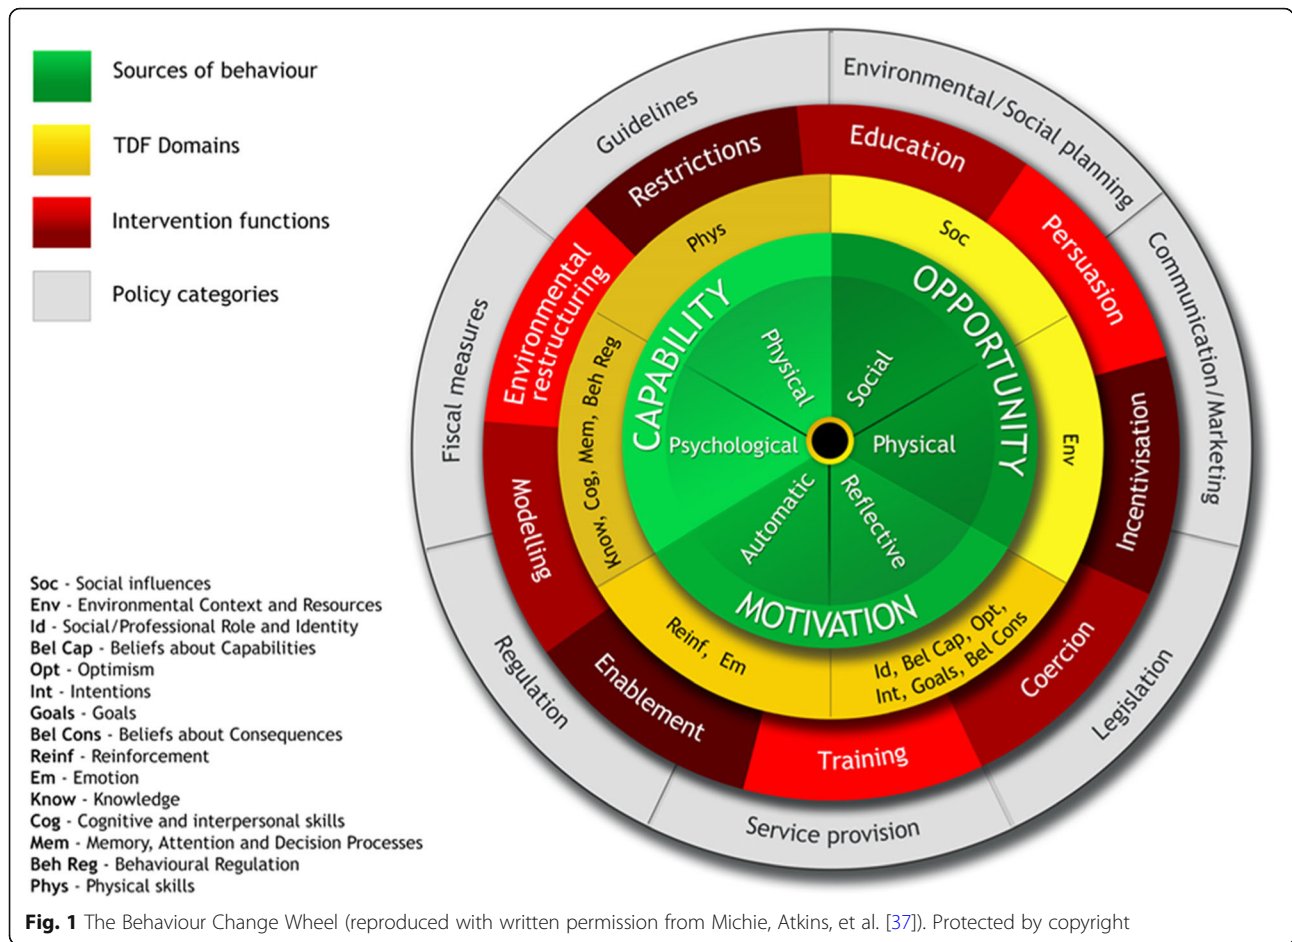 Sources of behaviour
TDF Domains
Intervention functions
Policy categories
Guidelines
Environmental/Social planning
Communication/Marketing
Legislation
Service provision
Regulation
Fiscal measures
Restrictions
Education
Persuasion
Incentivisation
Coercion
Training
Enablement
Modelling
Environmental
restructuring
Phys
Soc
Env
Id, Bel Cap, Opt,
Int, Goals, Bel Cons
Reinf, Em
Know, Cog, Mem, Beh Reg
CAPABILITY
OPPORTUNITY
MOTIVATION
Physical
Social
Physical
Reflective
Automatic
Psychological
Soc - Social influences
Env - Environmental Context and Resources
Id - Social/Professional Role and Identity
Bel Cap - Beliefs about Capabilities
Opt - Optimism
Int - Intentions
Goals - Goals
Bel Cons - Beliefs about Consequences
Reinf - Reinforcement
Em - Emotion
Know - Knowledge
Cog - Cognitive and interpersonal skills
Mem - Memory, Attention and Decision Processes
Beh Reg - Behavioural Regulation
Phys - Physical skills
Fig. 1 The Behaviour Change Wheel (reproduced with written permission from Michie, Atkins, et al. [37]). Protected by copyright